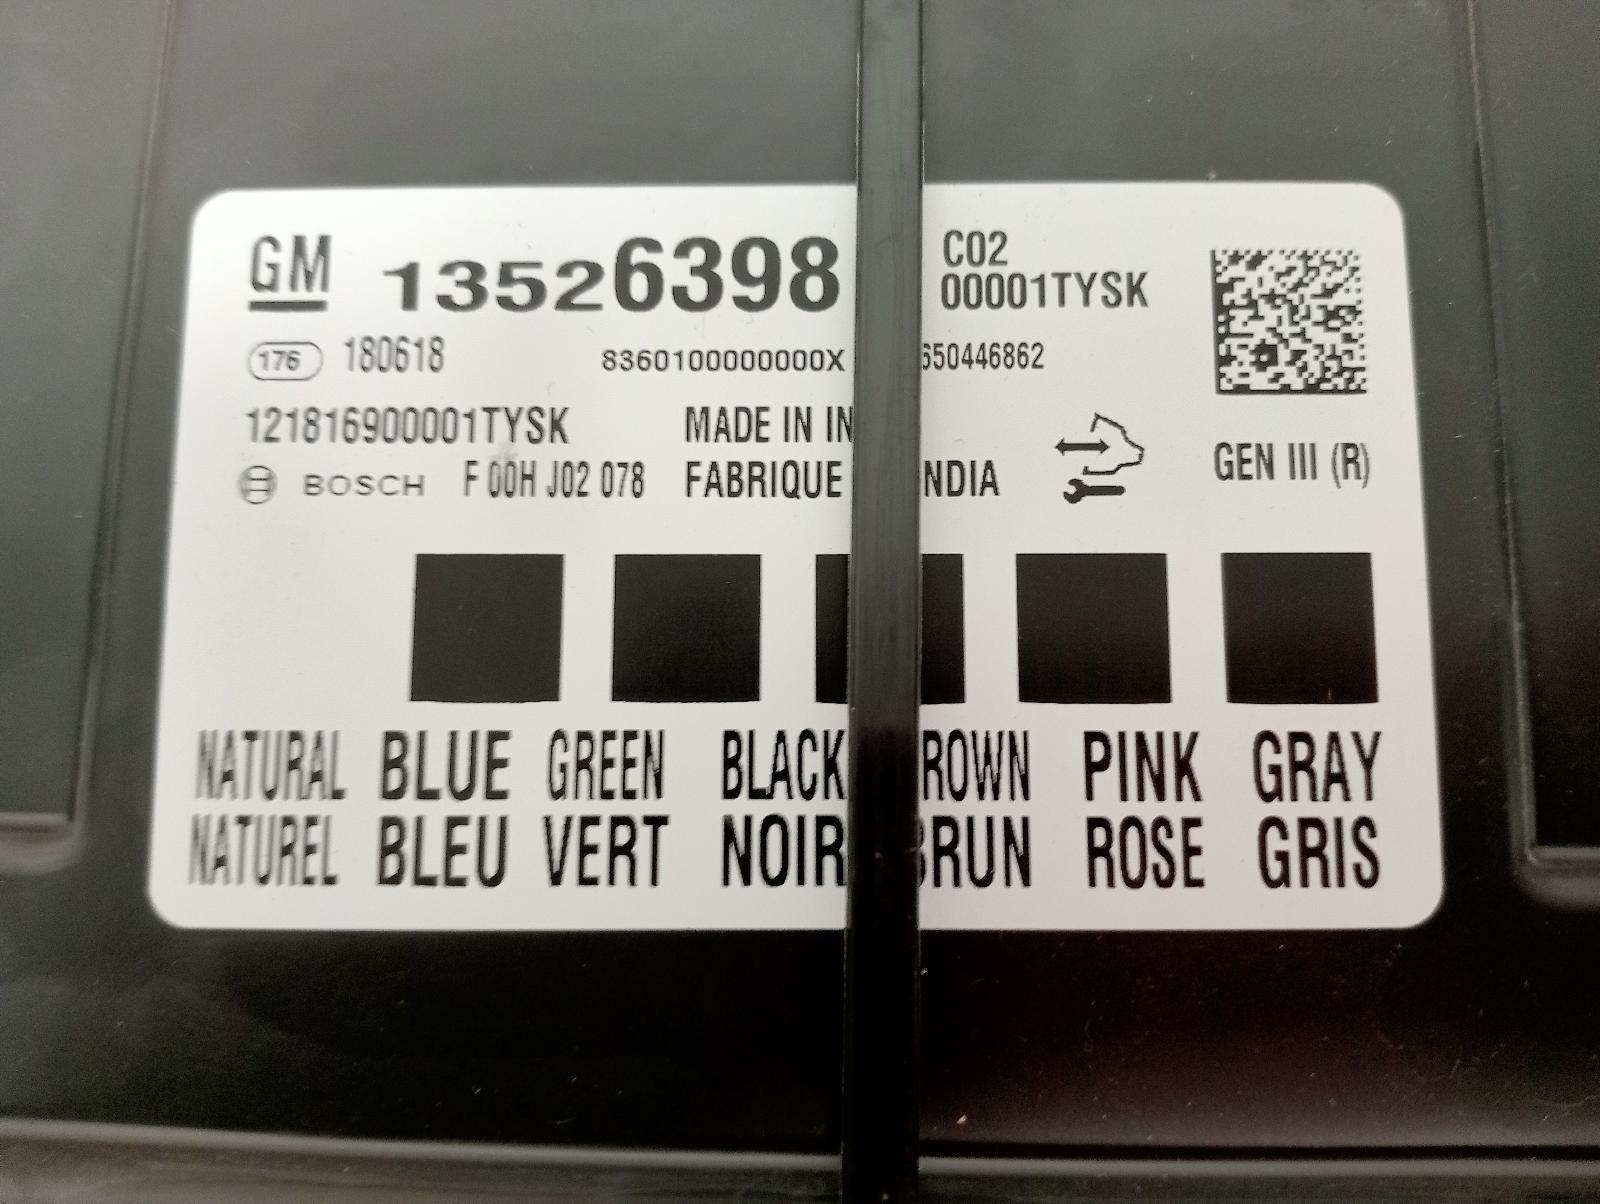 GM 13526398 C02
00001TYSK
176 180618 8360100000000X 650446862
121816900001TYSK MADE IN IN
BOSCH F 00H J02 078 FABRIQUE NDIA GEN III (R)
NATURAL BLUE GREEN BLACK ROWN PINK GRAY
NATUREL BLEU VERT NOIR BRUN ROSE GRIS